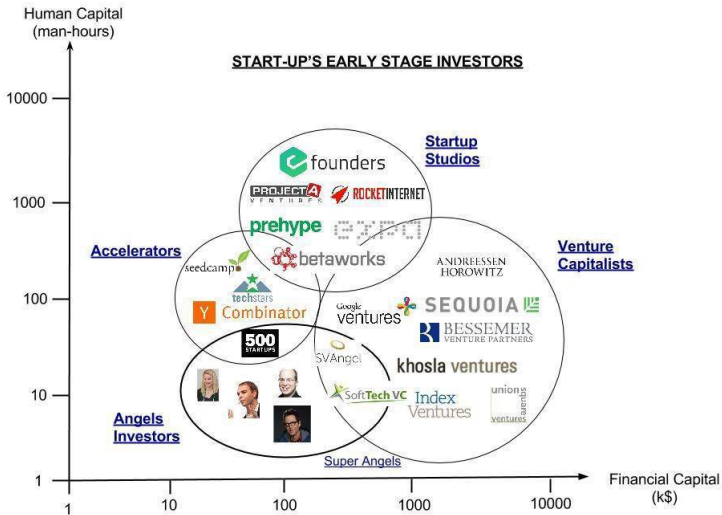 Human Capital
(man-hours)
START-UP'S EARLY STAGE INVESTORS
10000
1000
100
10
1
Startup
Studios
founders
PROJECT A
VENTURES
ROCKETINTERNET
prehype
expa
betaworks
Accelerators
seedcamp
techstars
Y Combinator
500
STARTUPS
Venture
Capitalists
ANDREESSEN
HOROWITZ
Google
ventures
SEQUOIA
BESSEMER
VENTURE PARTNERS
SVAngel
khosla ventures
SoftTech VC
Index
Ventures
union
square
ventures
Angels
Investors
Super Angels
1
10
100
1000
10000
Financial Capital
(k$)